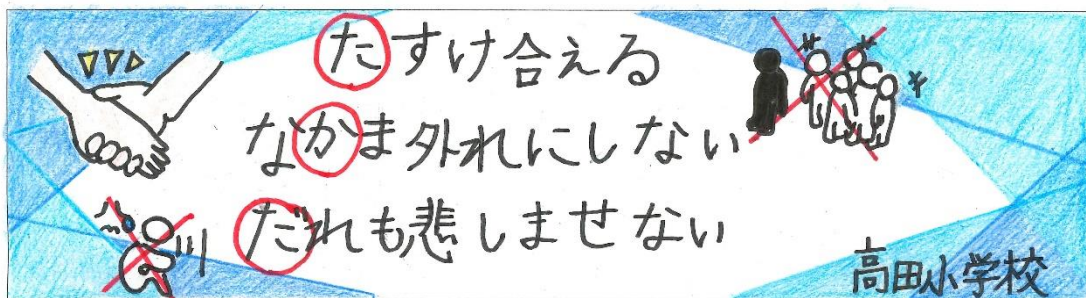 たすけ合える
なかま外れにしない
だれも悲しませない
高田小学校